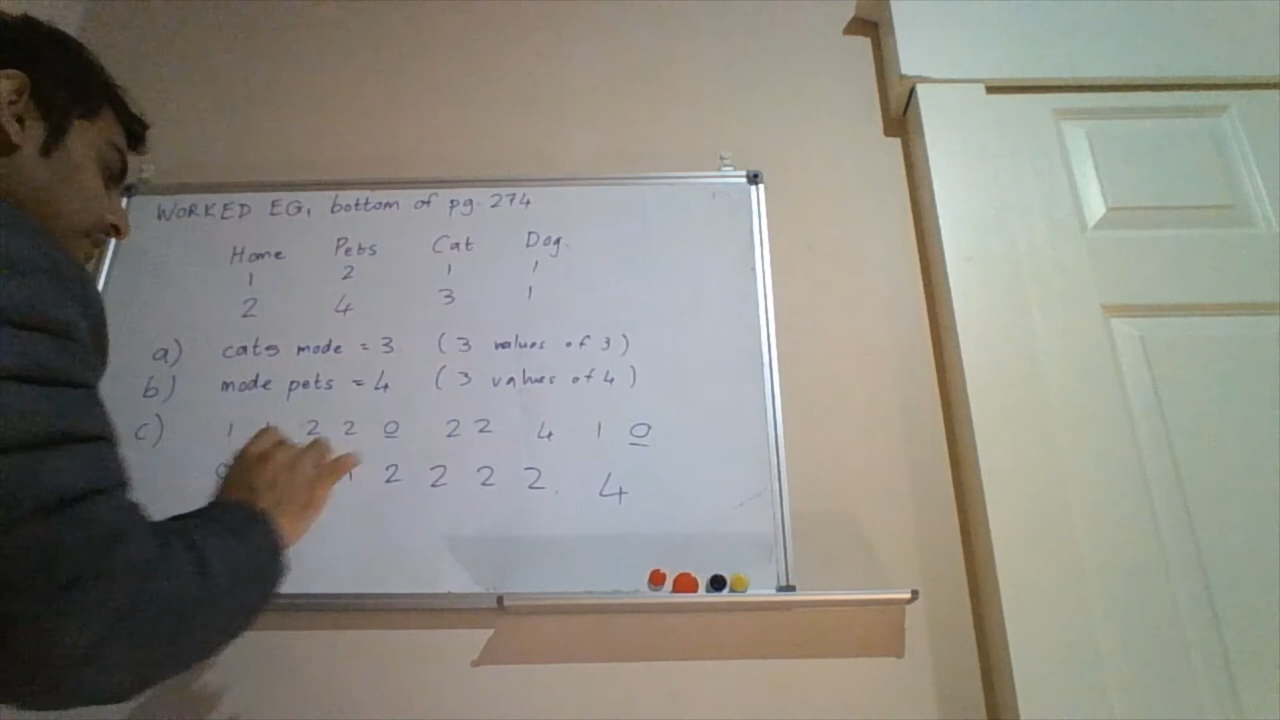 WORKED EG, bottom of pg. 274
Home Pets Cat Dog.
1 2 1 1
2 4 3 1
a) cats mode = 3 (3 values of 3)
b) mode pets = 4 (3 values of 4)
c) 1 2 2 0 2 2 4 1 0
1 2 2 2 2. 4